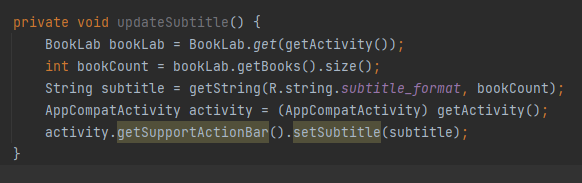 private void updateSubtitle() {
    BookLab bookLab = BookLab.get(getActivity());
    int bookCount = bookLab.getBooks().size();
    String subtitle = getString(R.string.subtitle_format, bookCount);
    AppCompatActivity activity = (AppCompatActivity) getActivity();
    activity.getSupportActionBar().setSubtitle(subtitle);
}